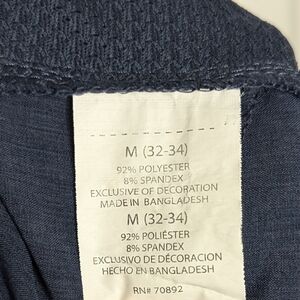 M (32-34)
92% POLYESTER
8% SPANDEX
EXCLUSIVE OF DECORATION
MADE IN BANGLADESH
M (32-34)
92% POLIÉSTER
8% SPANDEX
EXCLUSIVO DE DÉCORACION
HECHO EN BANGLADESH
RN# 70892